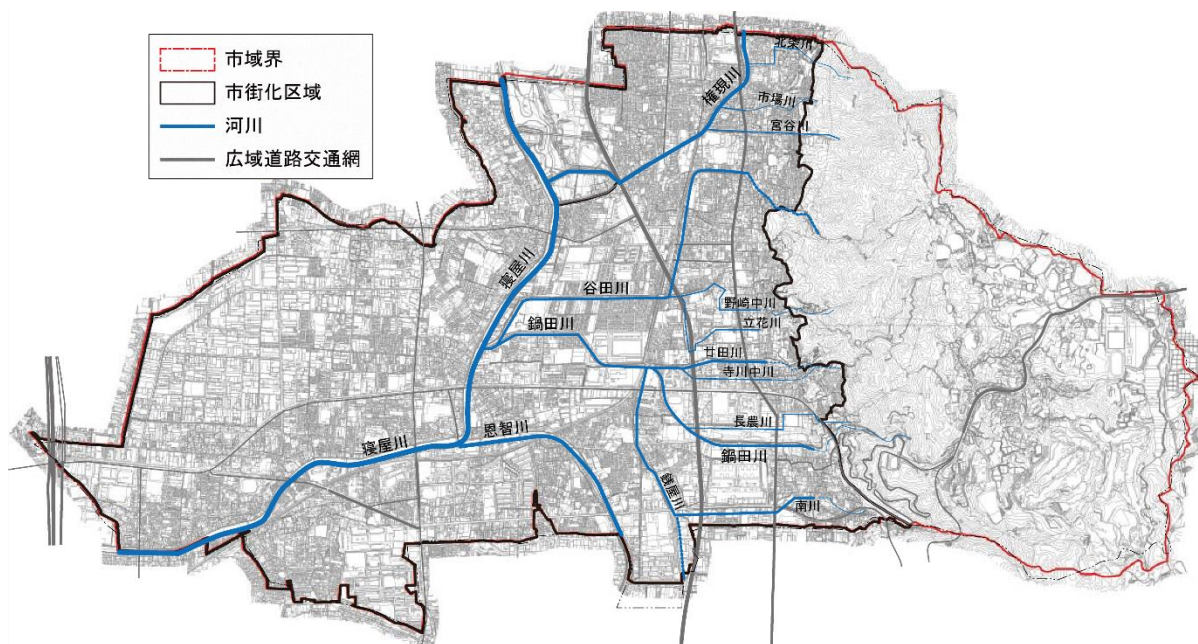 市域界
市街化区域
河川
広域道路交通網
北条川
権現川
市場川
宮谷川
寝屋川
谷田川
野崎中川
鍋田川
立花川
廿田川
寺川中川
恩智川
長農川
寝屋川
鍋田川
銭屋川
南川